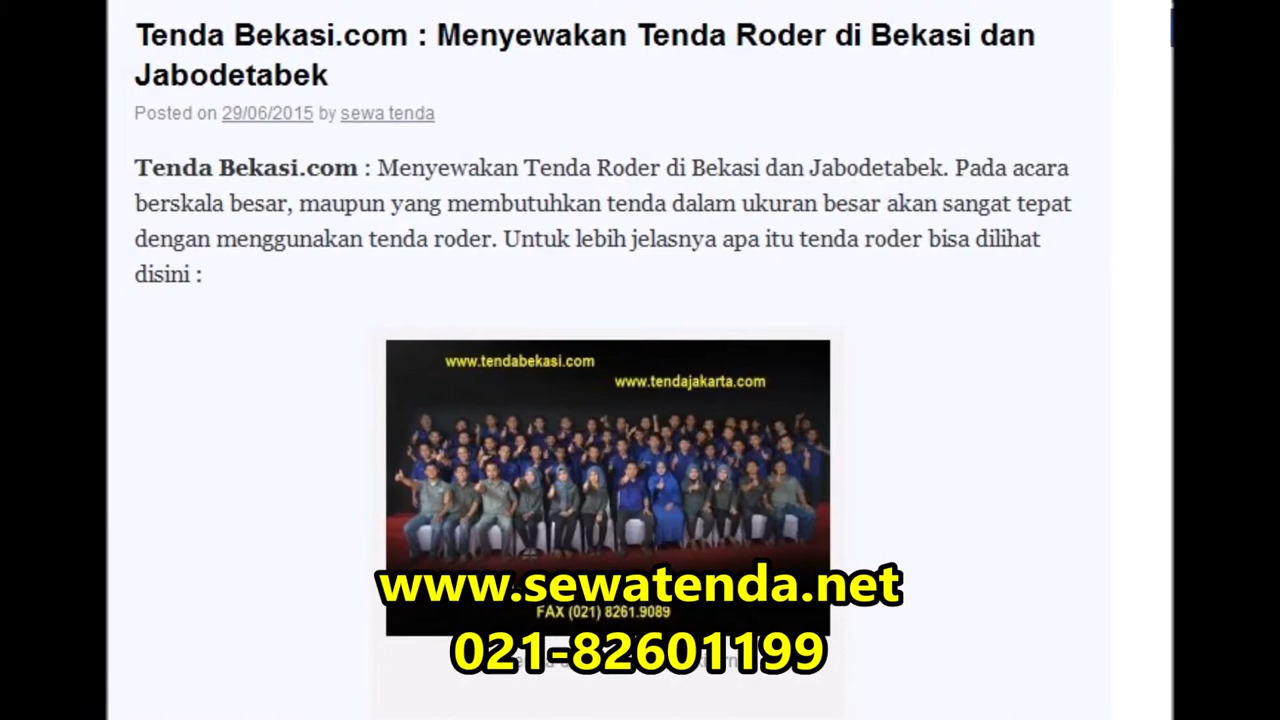 Tenda Bekasi.com : Menyewakan Tenda Roder di Bekasi dan
Jabodetabek
Posted on 29/06/2015 by sewa tenda
Tenda Bekasi.com : Menyewakan Tenda Roder di Bekasi dan Jabodetabek. Pada acara
berskala besar, maupun yang membutuhkan tenda dalam ukuran besar akan sangat tepat
dengan menggunakan tenda roder. Untuk lebih jelasnya apa itu tenda roder bisa dilihat
disini :
www.tendabekasi.com
www.tendajakarta.com
www.sewatenda.net
FAX (021) 8261.9089
021-82601199